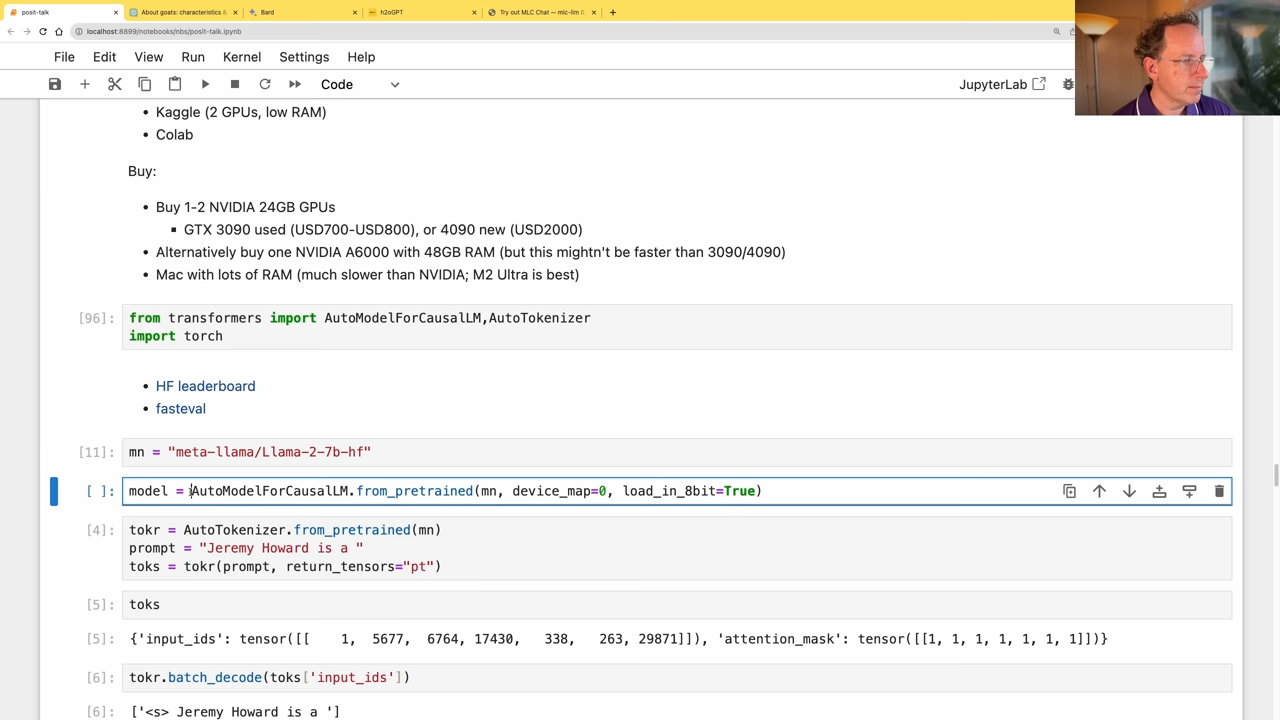 posit-talk
About goats: characteristics &
Bard
h2oGPT
Try out MLC Chat — mlc-llm 0
localhost:8899/notebooks/nbs/posit-talk.ipynb
File Edit View Run Kernel Settings Help
Code
JupyterLab
• Kaggle (2 GPUs, low RAM)
• Colab
Buy:
• Buy 1-2 NVIDIA 24GB GPUs
▪ GTX 3090 used (USD700-USD800), or 4090 new (USD2000)
• Alternatively buy one NVIDIA A6000 with 48GB RAM (but this mightn't be faster than 3090/4090)
• Mac with lots of RAM (much slower than NVIDIA; M2 Ultra is best)
[96]: from transformers import AutoModelForCausalLM,AutoTokenizer
import torch
• HF leaderboard
• fasteval
[11]: mn = "meta-llama/Llama-2-7b-hf"
[ ]: model = AutoModelForCausalLM.from_pretrained(mn, device_map=0, load_in_8bit=True)
[4]: tokr = AutoTokenizer.from_pretrained(mn)
prompt = "Jeremy Howard is a "
toks = tokr(prompt, return_tensors="pt")
[5]: toks
[5]: {'input_ids': tensor([[    1,  5677,  6764, 17430,   338,   263, 29871]]), 'attention_mask': tensor([[1, 1, 1, 1, 1, 1, 1]])}
[6]: tokr.batch_decode(toks['input_ids'])
[6]: ['<s> Jeremy Howard is a ']